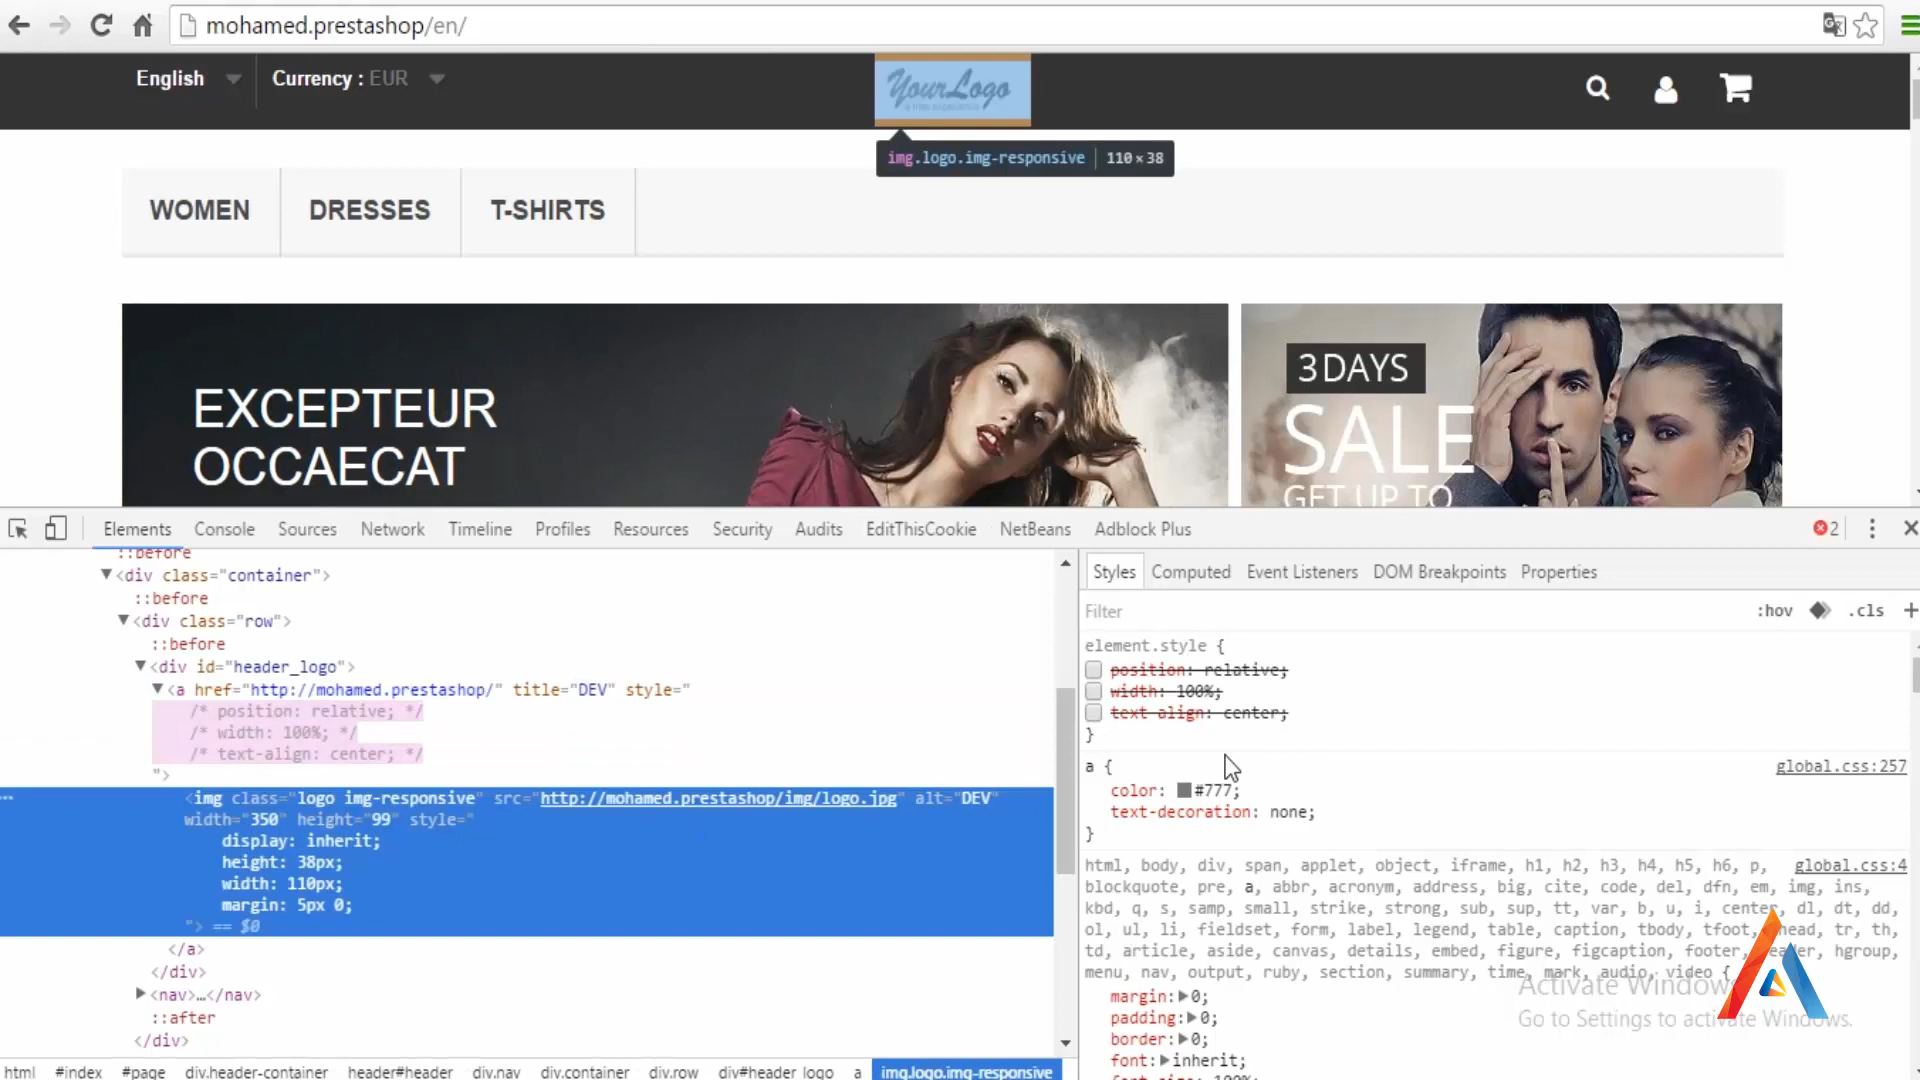 mohamed.prestashop/en/
English
Currency : EUR
YourLogo
img.logo.img-responsive | 110 × 38
WOMEN
DRESSES
T-SHIRTS
EXCEPTEUR
OCCAECAT
3 DAYS
SALE
GET UP TO
Elements Console Sources Network Timeline Profiles Resources Security Audits EditThisCookie NetBeans Adblock Plus 2
::before
<div class="container">
::before
<div class="row">
::before
<div id="header_logo">
<a href="http://mohamed.prestashop/" title="DEV" style="
/* position: relative; */
/* width: 100%; */
/* text-align: center; */
">
<img class="logo img-responsive" src="http://mohamed.prestashop/img/logo.jpg" alt="DEV"
width="350" height="99" style="
display: inherit;
height: 38px;
width: 110px;
margin: 5px 0;
"> == $0
</a>
</div>
<nav>…</nav>
::after
</div>
html #index #page div.header-container header#header div.nav div.container div.row div#header_logo a img.logo.img-responsive
Styles Computed Event Listeners DOM Breakpoints Properties
Filter :hov .cls +
element.style {
position: relative;
width: 100%;
text-align: center;
}
a { global.css:257
color: #777;
text-decoration: none;
}
html, body, div, span, applet, object, iframe, h1, h2, h3, h4, h5, h6, p, global.css:4
blockquote, pre, a, abbr, acronym, address, big, cite, code, del, dfn, em, img, ins,
kbd, q, s, samp, small, strike, strong, sub, sup, tt, var, b, u, i, center, dl, dt, dd,
ol, ul, li, fieldset, form, label, legend, table, caption, tbody, tfoot, thead, tr, th,
td, article, aside, canvas, details, embed, figure, figcaption, footer, header, hgroup,
menu, nav, output, ruby, section, summary, time, mark, audio, video {
margin: 0;
padding: 0;
border: 0;
font: inherit;
font-size: 100%;
Activate Windows
Go to Settings to activate Windows.